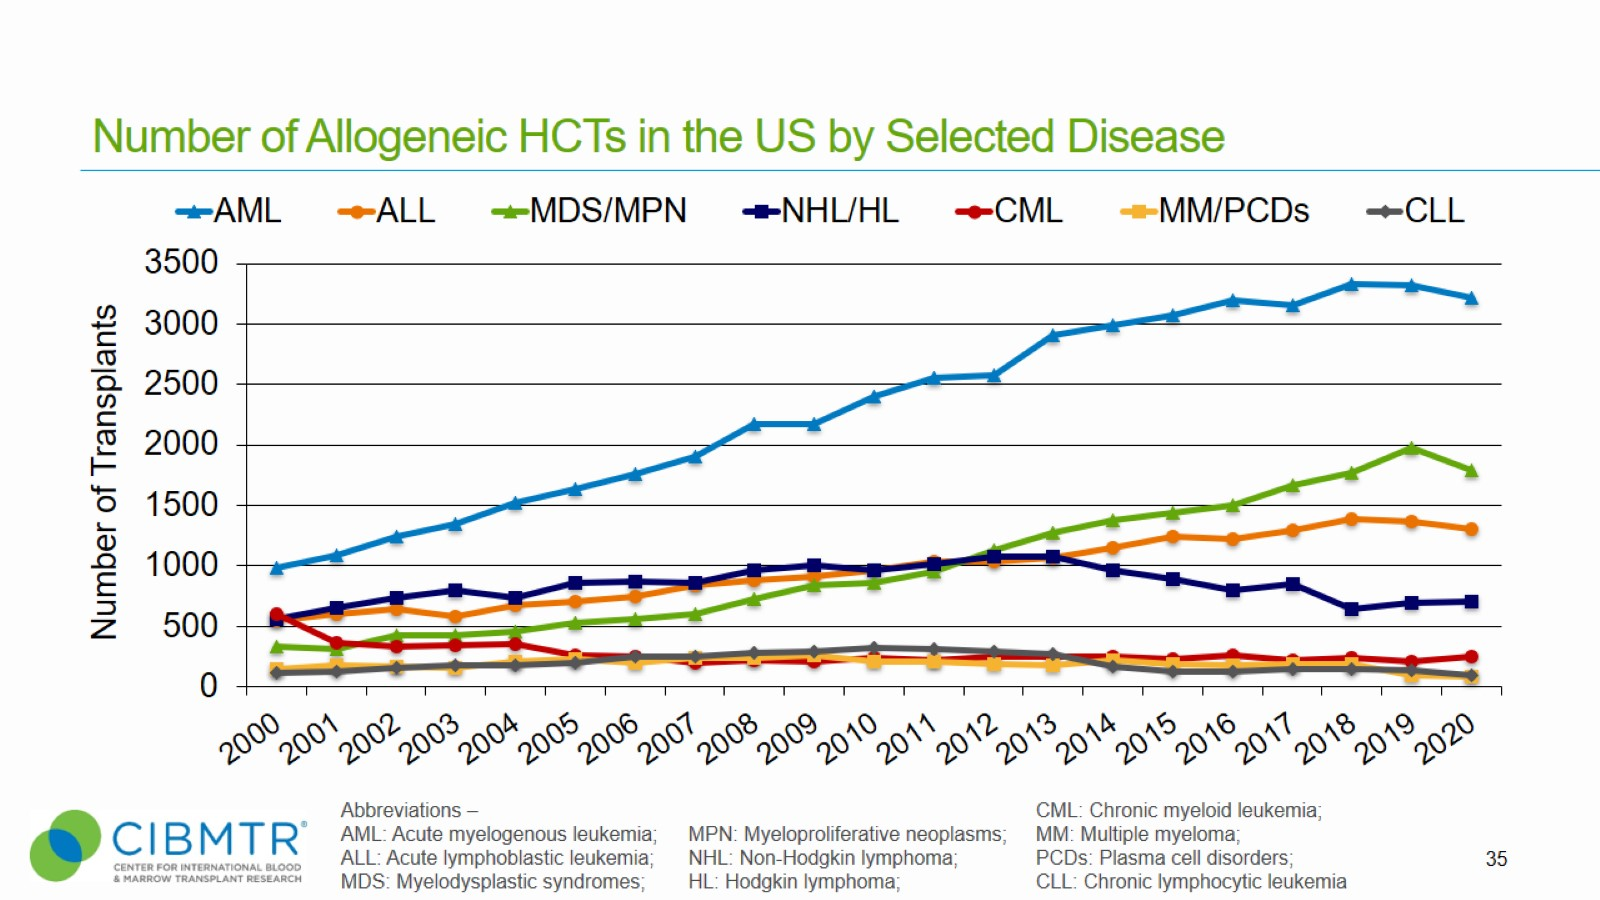 Number of Allogeneic HCTs in the US by Selected Disease
AML ALL MDS/MPN NHL/HL CML MM/PCDs CLL
Number of Transplants
3500
3000
2500
2000
1500
1000
500
0
2000 2001 2002 2003 2004 2005 2006 2007 2008 2009 2010 2011 2012 2013 2014 2015 2016 2017 2018 2019 2020
CIBMTR®
CENTER FOR INTERNATIONAL BLOOD
& MARROW TRANSPLANT RESEARCH
Abbreviations –
AML: Acute myelogenous leukemia;
ALL: Acute lymphoblastic leukemia;
MDS: Myelodysplastic syndromes;
MPN: Myeloproliferative neoplasms;
NHL: Non-Hodgkin lymphoma;
HL: Hodgkin lymphoma;
CML: Chronic myeloid leukemia;
MM: Multiple myeloma;
PCDs: Plasma cell disorders;
CLL: Chronic lymphocytic leukemia
35